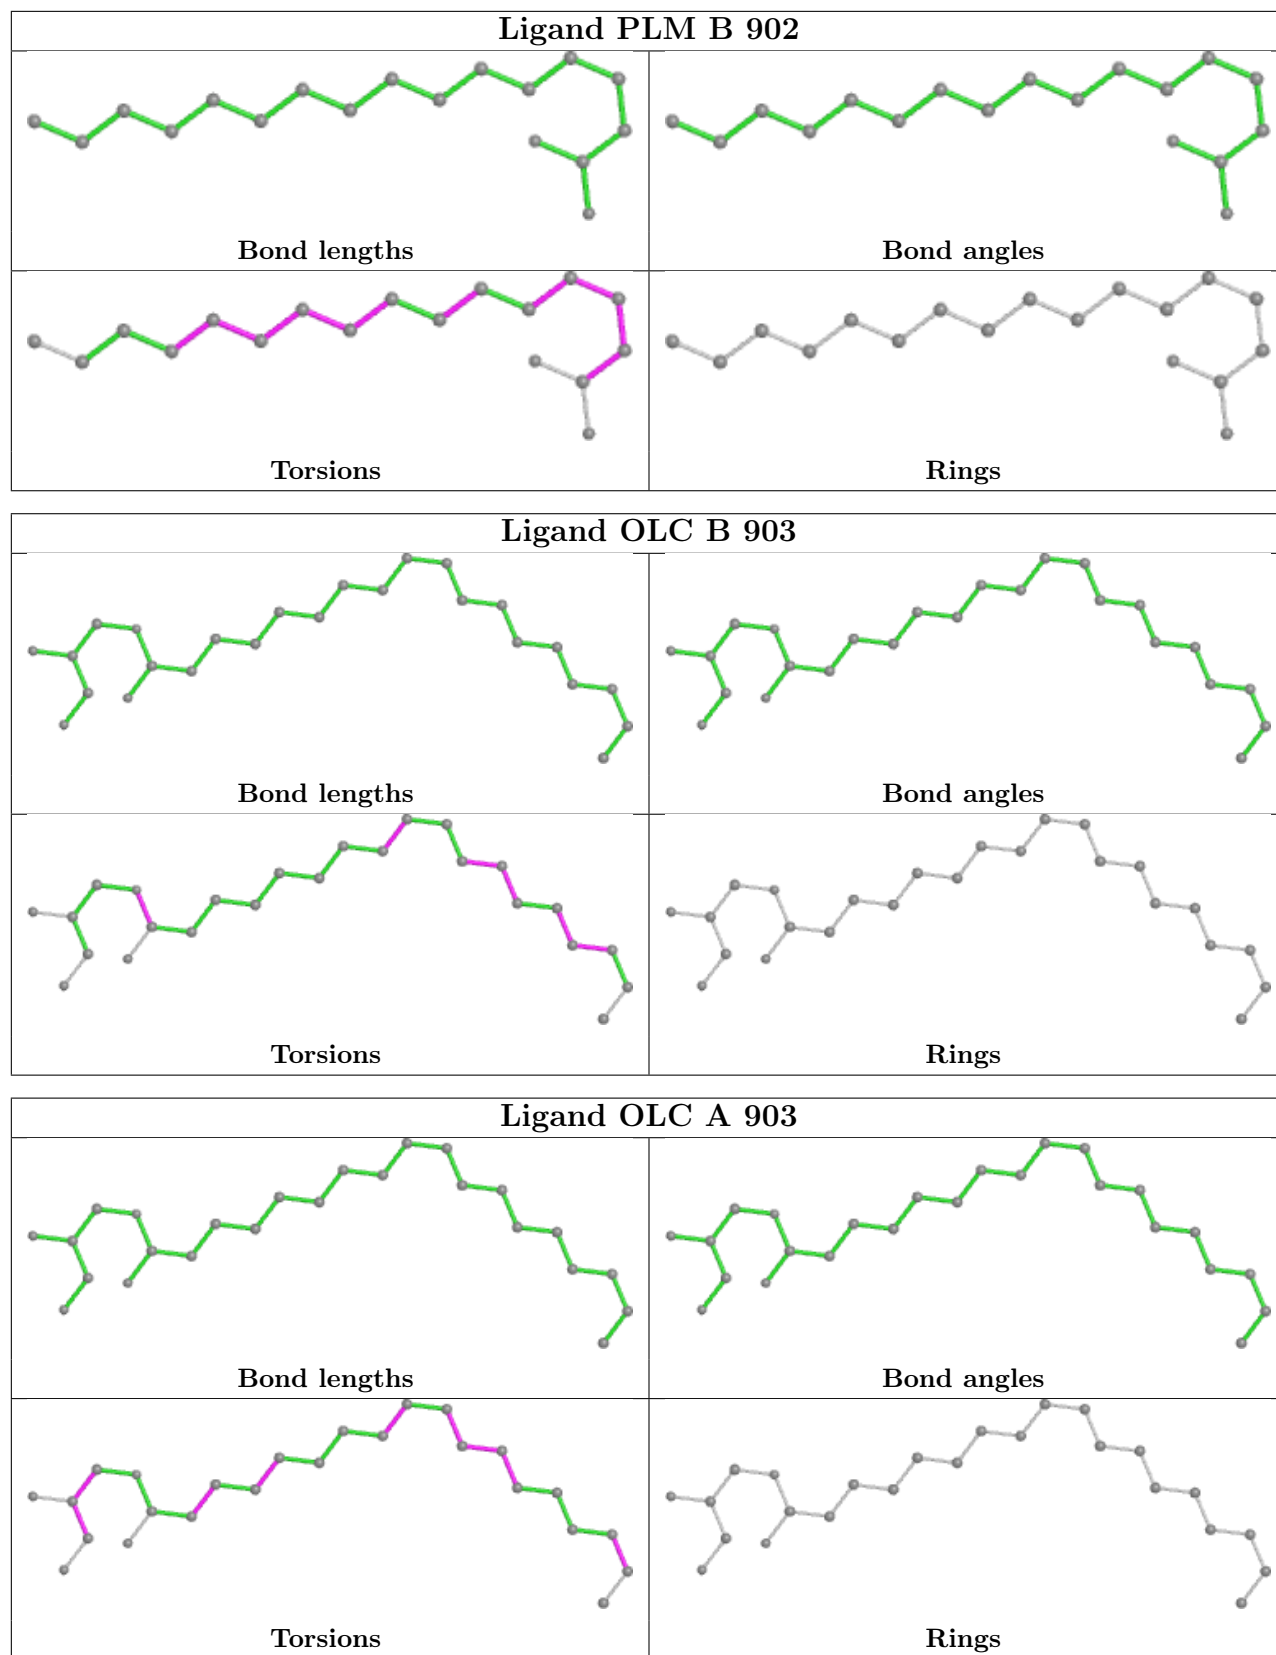 Ligand PLM B 902
Bond lengths
Bond angles
Torsions
Rings
Ligand OLC B 903
Bond lengths
Bond angles
Torsions
Rings
Ligand OLC A 903
Bond lengths
Bond angles
Torsions
Rings